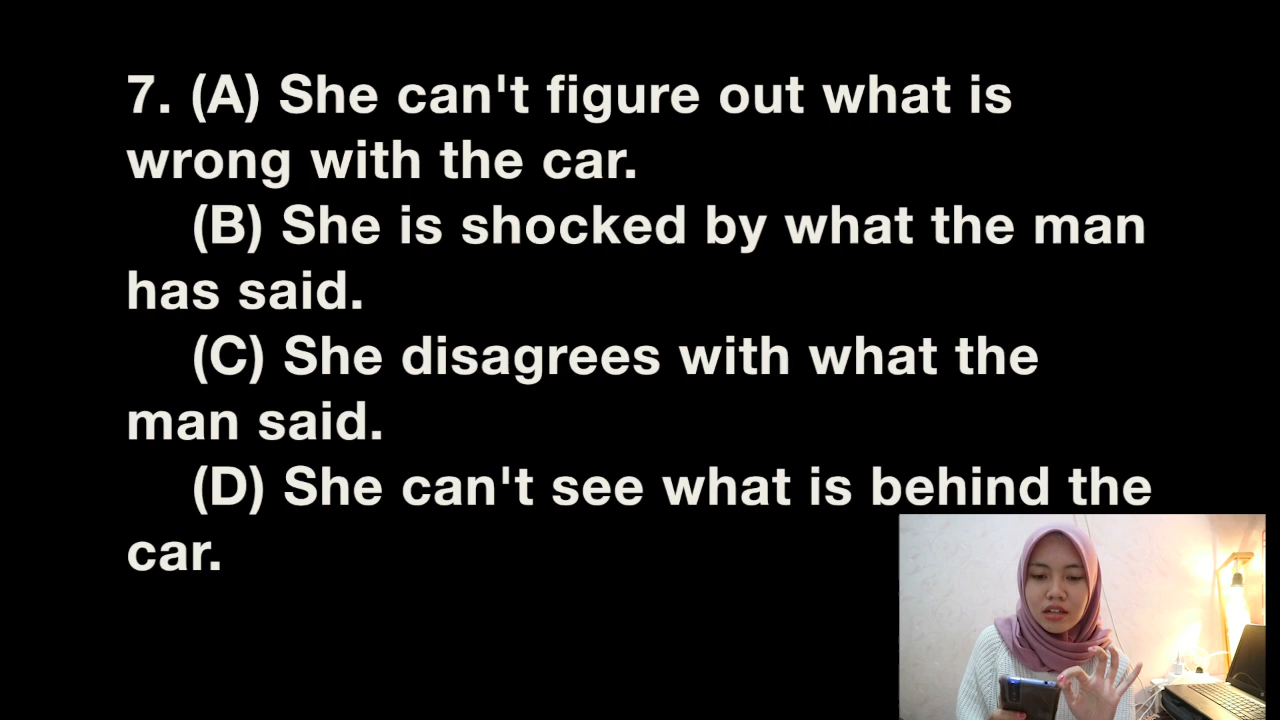 7. (A) She can't figure out what is
wrong with the car.
(B) She is shocked by what the man
has said.
(C) She disagrees with what the
man said.
(D) She can't see what is behind the
car.